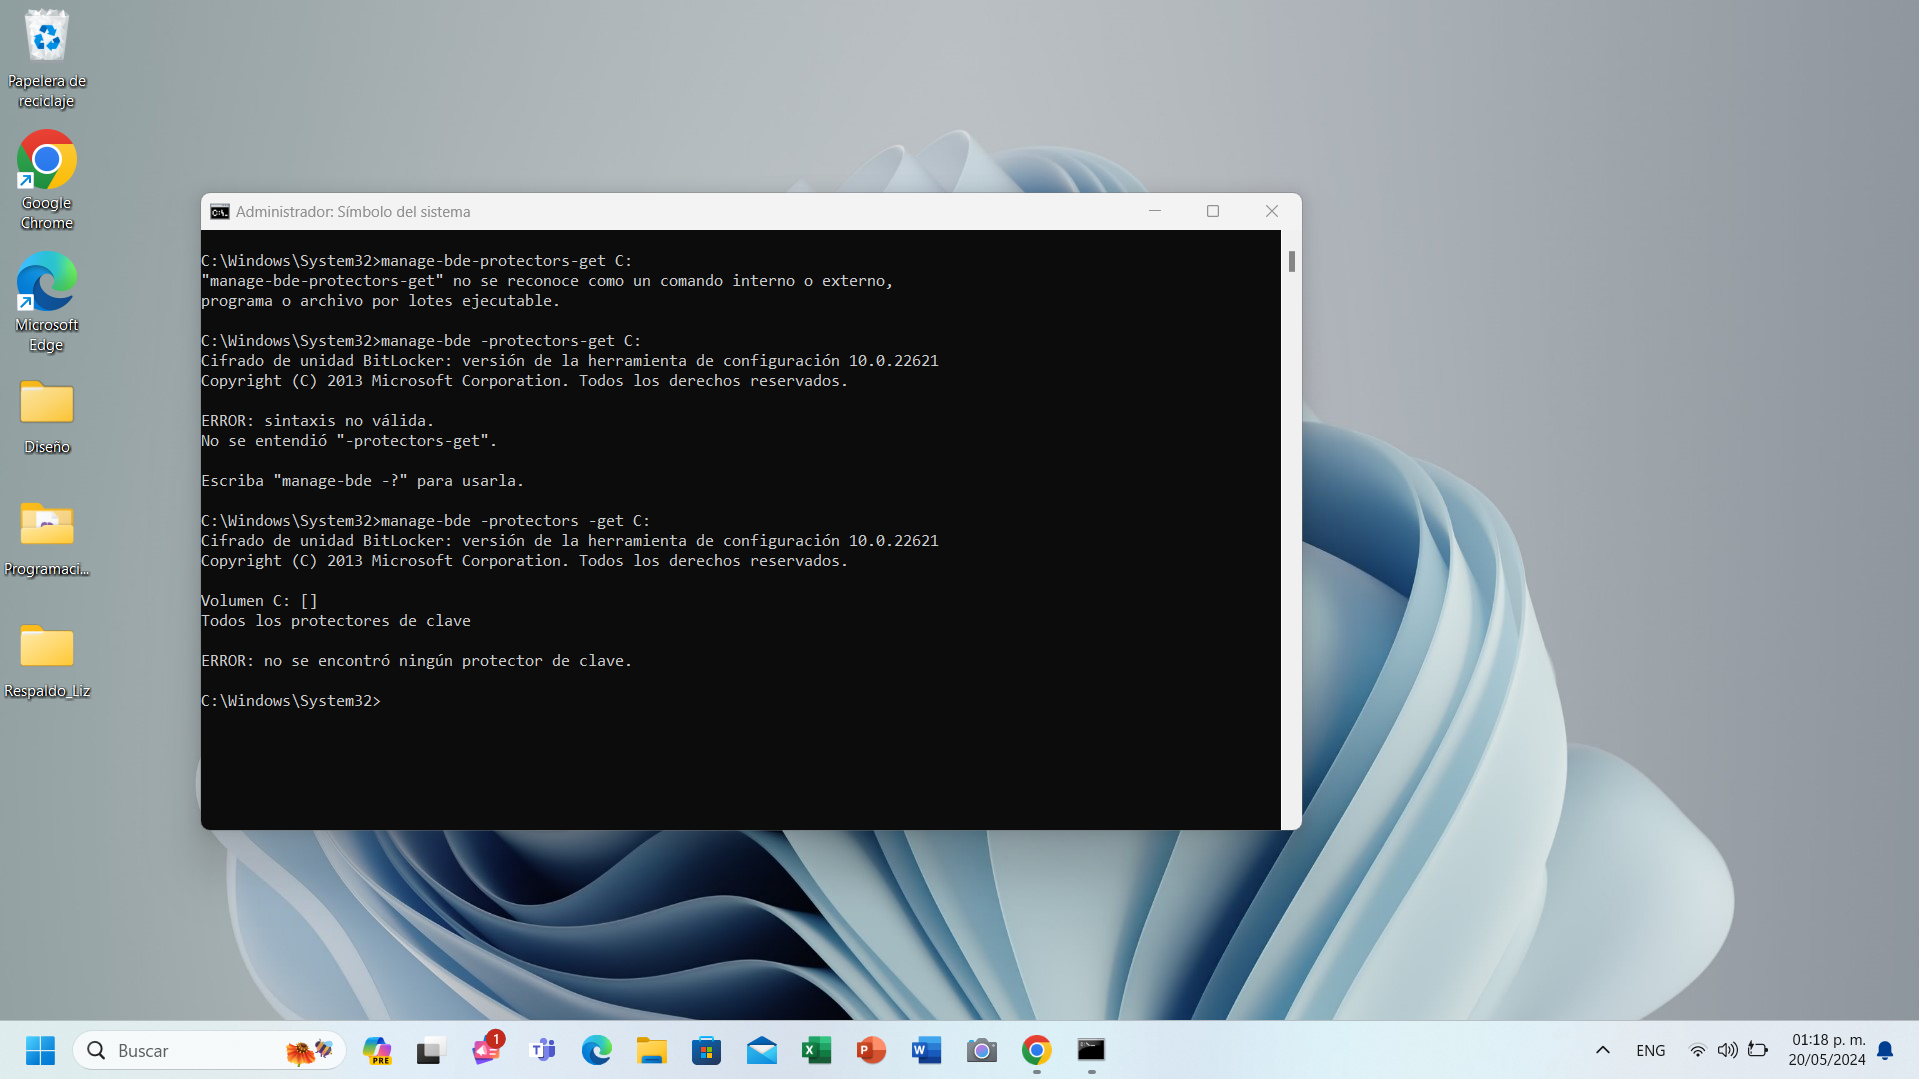 Papelera de
reciclaje
Google
Chrome
Microsoft
Edge
Diseño
Programaci...
Respaldo_Liz
Administrador: Símbolo del sistema
C:\Windows\System32>manage-bde-protectors-get C:
"manage-bde-protectors-get" no se reconoce como un comando interno o externo,
programa o archivo por lotes ejecutable.
C:\Windows\System32>manage-bde -protectors-get C:
Cifrado de unidad BitLocker: versión de la herramienta de configuración 10.0.22621
Copyright (C) 2013 Microsoft Corporation. Todos los derechos reservados.
ERROR: sintaxis no válida.
No se entendió "-protectors-get".
Escriba "manage-bde -?" para usarla.
C:\Windows\System32>manage-bde -protectors -get C:
Cifrado de unidad BitLocker: versión de la herramienta de configuración 10.0.22621
Copyright (C) 2013 Microsoft Corporation. Todos los derechos reservados.
Volumen C: []
Todos los protectores de clave
ERROR: no se encontró ningún protector de clave.
C:\Windows\System32>
Buscar
PRE
1
ENG
01:18 p. m.
20/05/2024